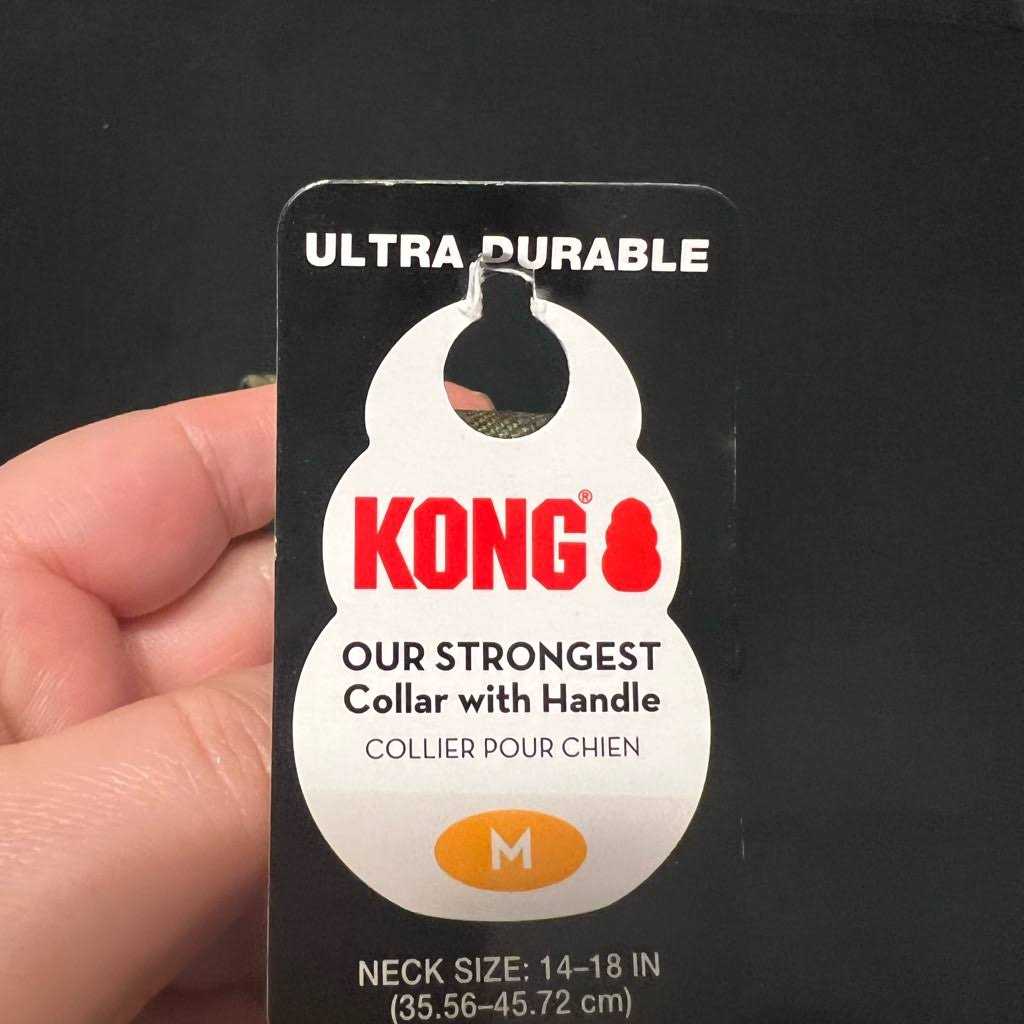 ULTRA DURABLE
KONG®
OUR STRONGEST
Collar with Handle
COLLIER POUR CHIEN
M
NECK SIZE: 14–18 IN
(35.56–45.72 cm)